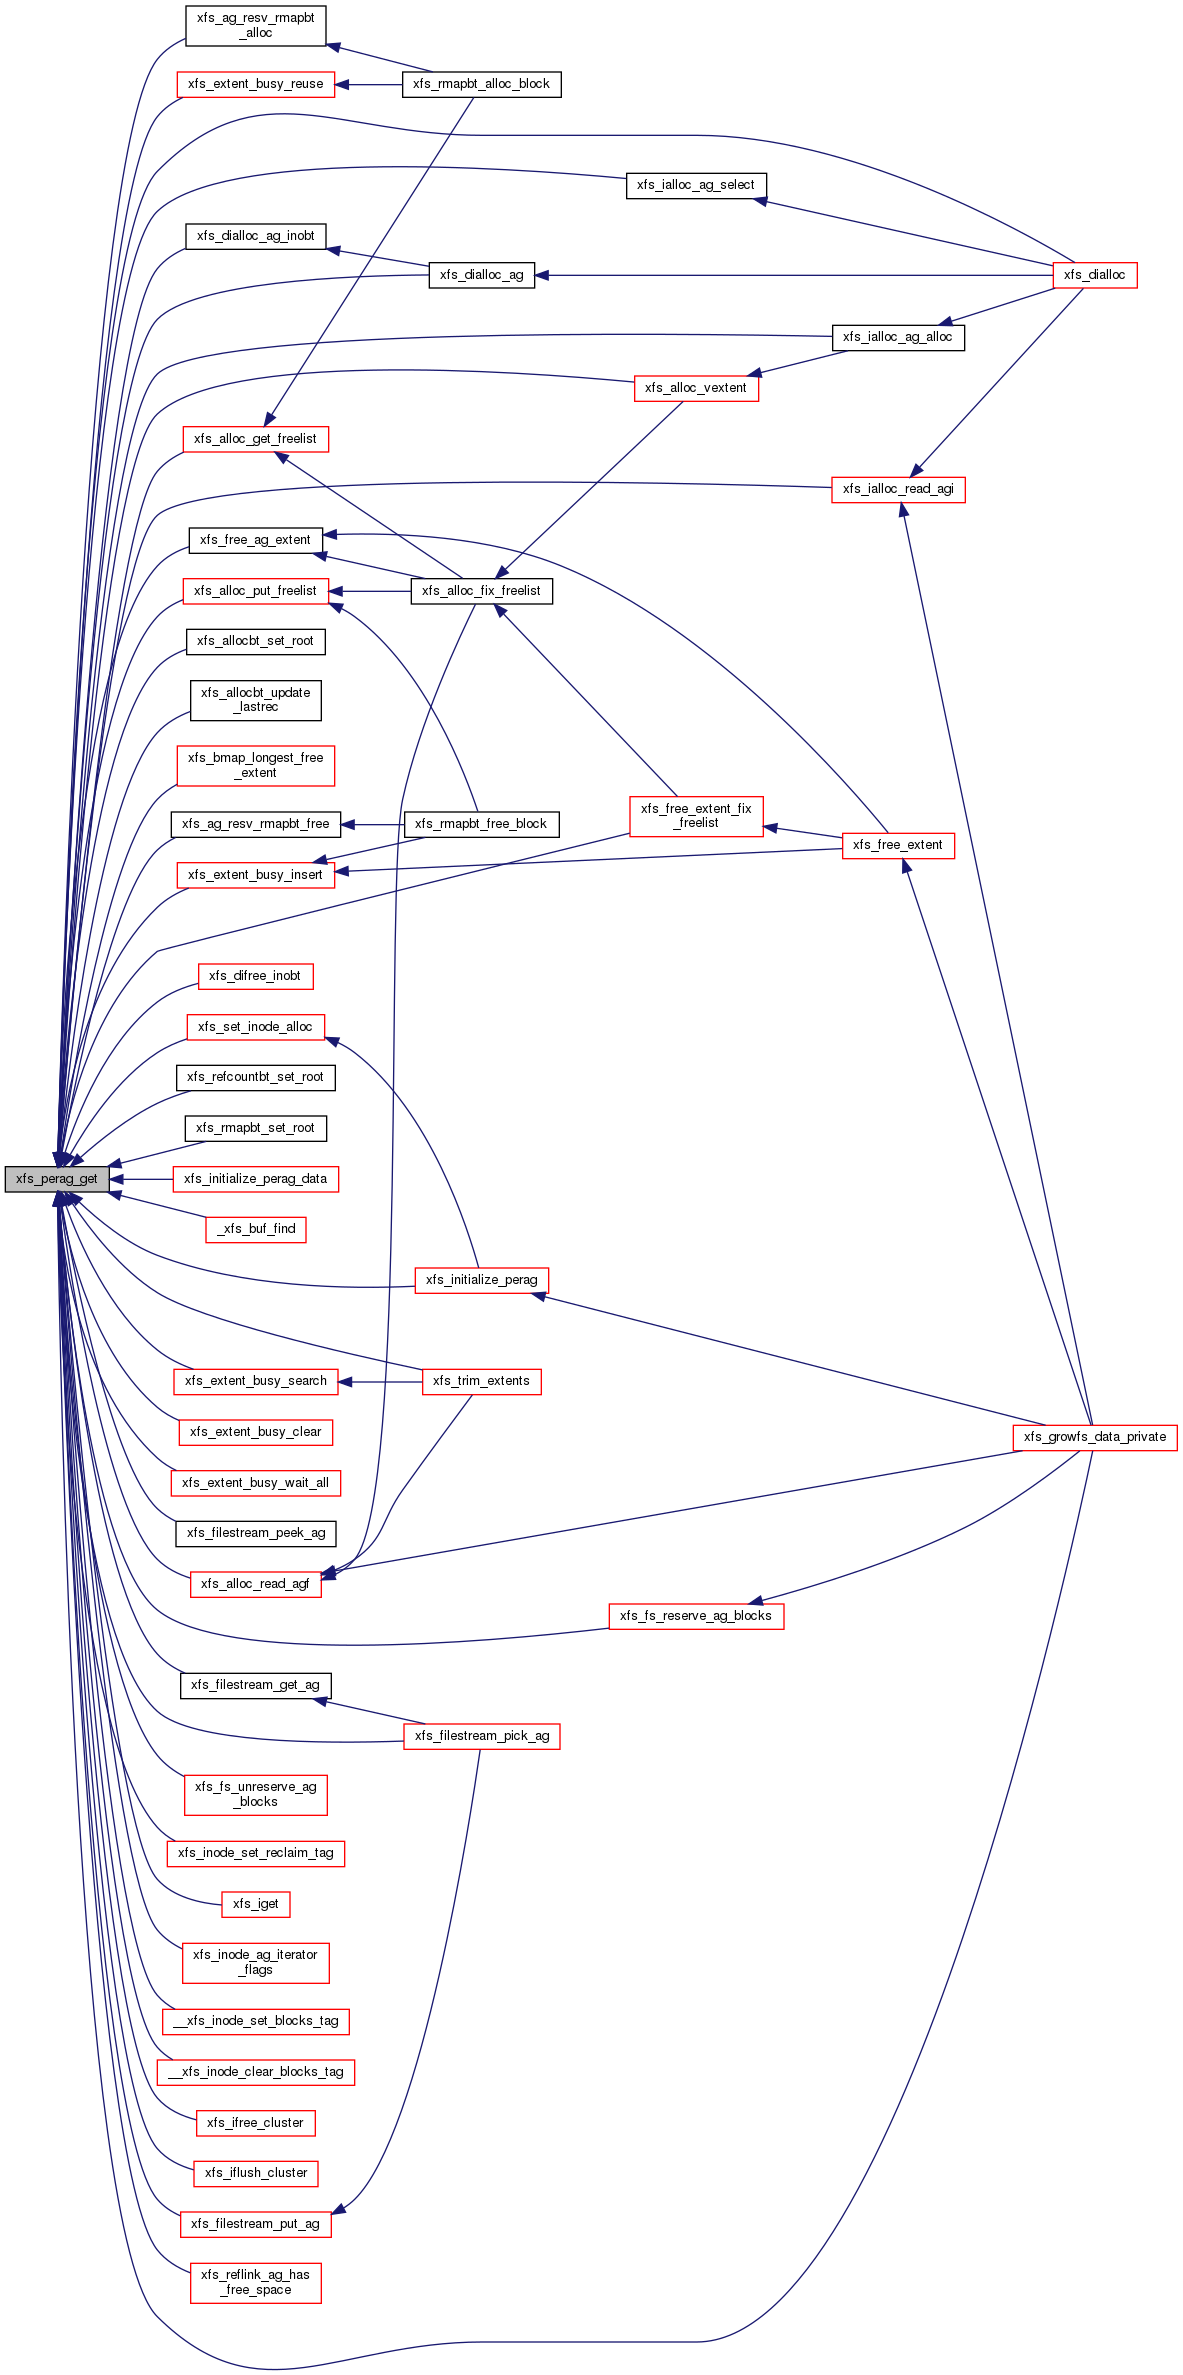 xfs_ag_resv_rmapbt
_alloc
xfs_extent_busy_reuse
xfs_rmapbt_alloc_block
xfs_ialloc_ag_select
xfs_dialloc_ag_inobt
xfs_dialloc_ag
xfs_dialloc
xfs_ialloc_ag_alloc
xfs_alloc_vextent
xfs_alloc_get_freelist
xfs_ialloc_read_agi
xfs_free_ag_extent
xfs_alloc_put_freelist
xfs_alloc_fix_freelist
xfs_allocbt_set_root
xfs_allocbt_update
_lastrec
xfs_bmap_longest_free
_extent
xfs_ag_resv_rmapbt_free
xfs_rmapbt_free_block
xfs_free_extent_fix
_freelist
xfs_free_extent
xfs_extent_busy_insert
xfs_difree_inobt
xfs_set_inode_alloc
xfs_refcountbt_set_root
xfs_rmapbt_set_root
xfs_perag_get
xfs_initialize_perag_data
_xfs_buf_find
xfs_initialize_perag
xfs_extent_busy_search
xfs_trim_extents
xfs_extent_busy_clear
xfs_growfs_data_private
xfs_extent_busy_wait_all
xfs_filestream_peek_ag
xfs_alloc_read_agf
xfs_fs_reserve_ag_blocks
xfs_filestream_get_ag
xfs_filestream_pick_ag
xfs_fs_unreserve_ag
_blocks
xfs_inode_set_reclaim_tag
xfs_iget
xfs_inode_ag_iterator
_flags
__xfs_inode_set_blocks_tag
__xfs_inode_clear_blocks_tag
xfs_ifree_cluster
xfs_iflush_cluster
xfs_filestream_put_ag
xfs_reflink_ag_has
_free_space